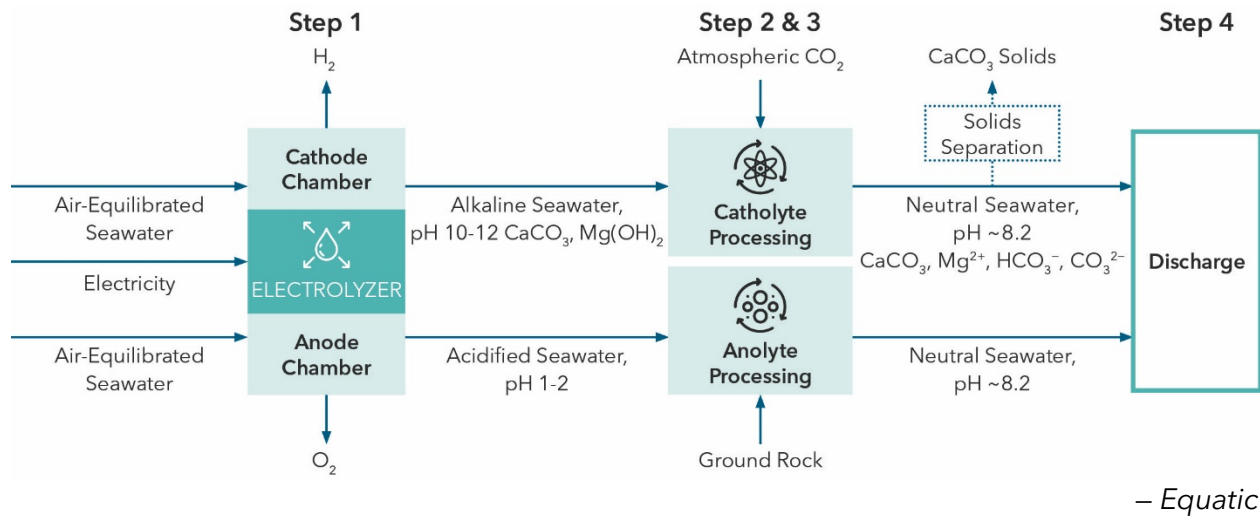 Step 1
Step 2 & 3
Step 4
H₂
Atmospheric CO₂
CaCO₃ Solids
Solids
Separation
Cathode
Chamber
Air-Equilibrated
Seawater
Alkaline Seawater,
pH 10-12 CaCO₃, Mg(OH)₂
Catholyte
Processing
Neutral Seawater,
pH ~8.2
CaCO₃, Mg²⁺, HCO₃⁻, CO₃²⁻
Discharge
Electricity
ELECTROLYZER
Anode
Chamber
Air-Equilibrated
Seawater
Acidified Seawater,
pH 1-2
Anolyte
Processing
Neutral Seawater,
pH ~8.2
O₂
Ground Rock
– Equatic